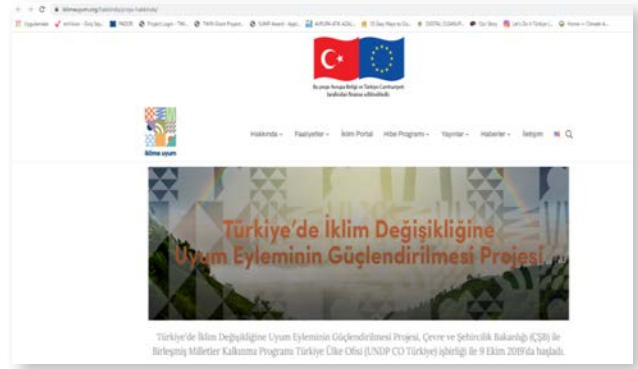 iklimeuyum.org/hakkinda/proje-hakkinda/
Bu proje Avrupa Birliği ve Türkiye Cumhuriyeti
tarafından finanse edilmektedir.
iklime uyum
Hakkında Faaliyetler İklim Portal Hibe Programı Yayınlar Haberler İletişim
Türkiye'de İklim Değişikliğine
Uyum Eyleminin Güçlendirilmesi Projesi
Türkiye'de İklim Değişikliğine Uyum Eyleminin Güçlendirilmesi Projesi, Çevre ve Şehircilik Bakanlığı (ÇŞB) ile
Birleşmiş Milletler Kalkınma Programı Türkiye Ülke Ofisi (UNDP CO Türkiye) işbirliği ile 9 Ekim 2019'da başladı.